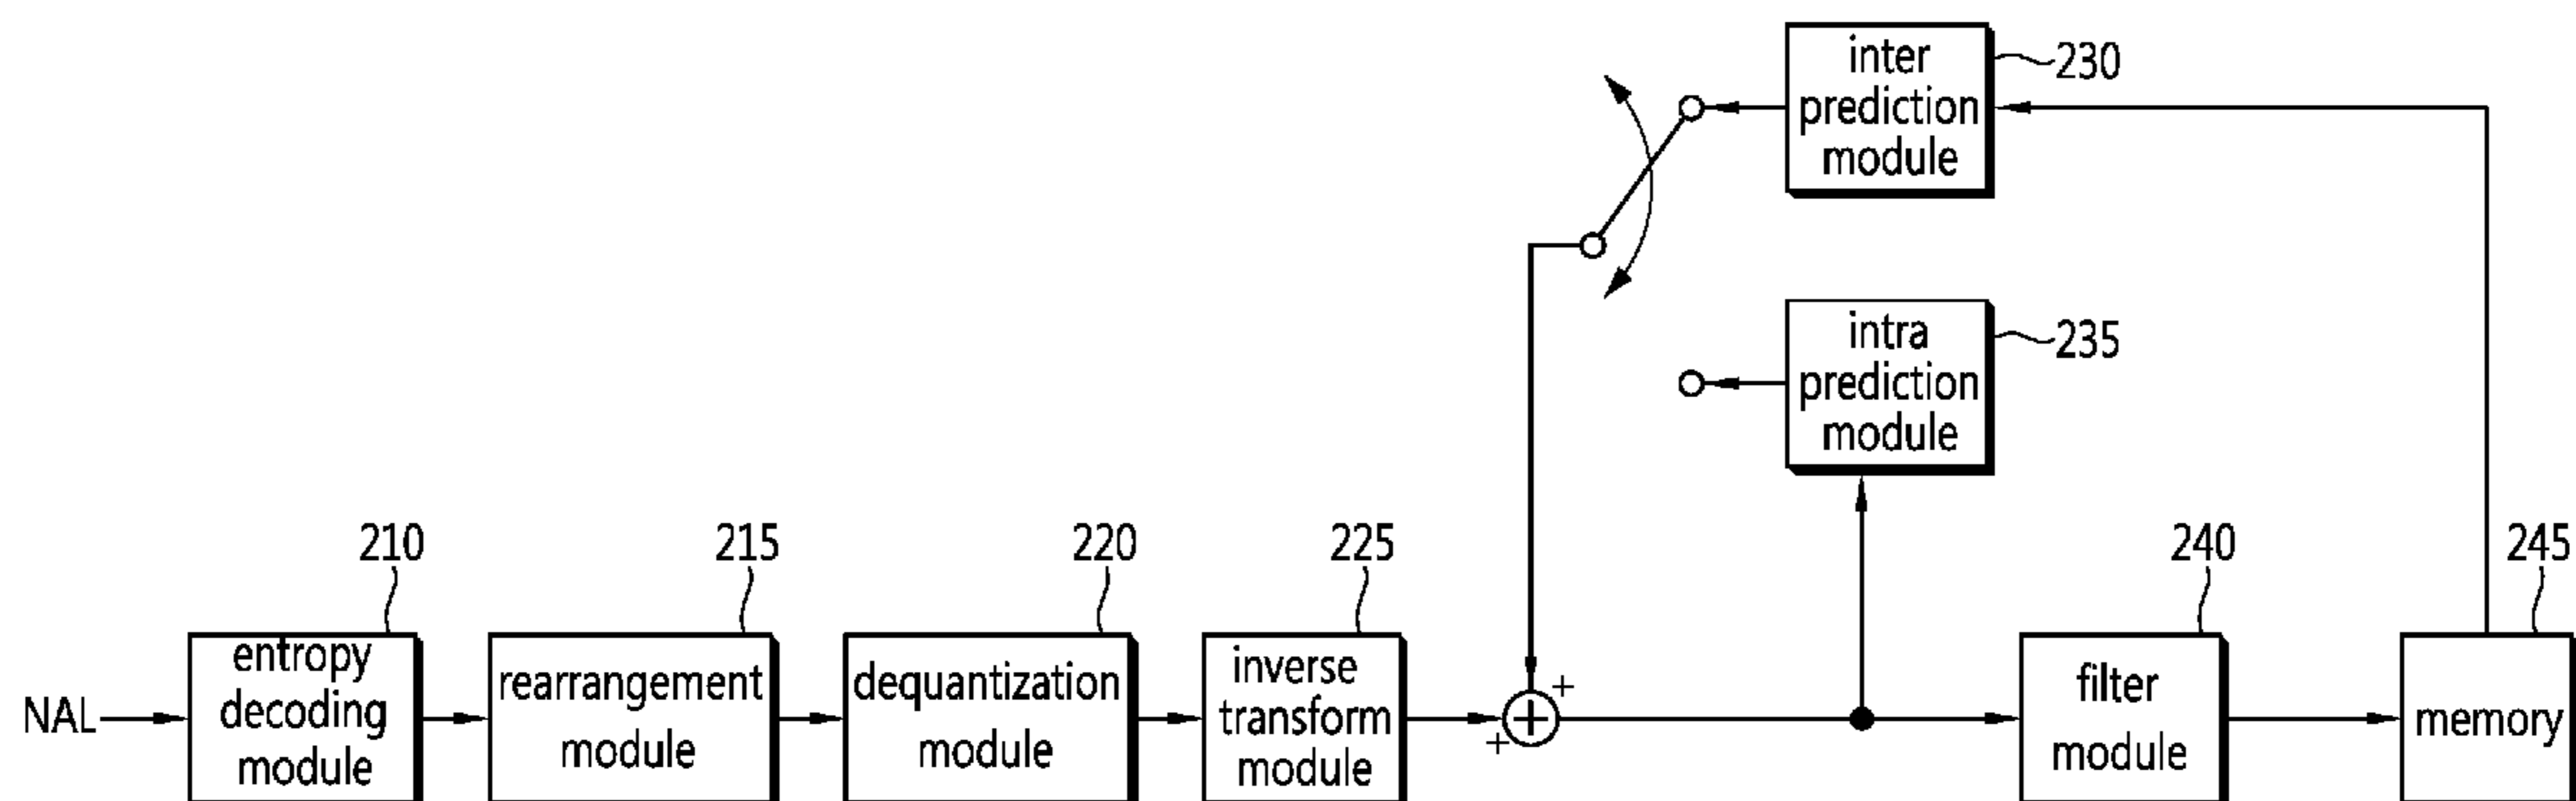 inter
prediction
module
230
intra
prediction
module
235
210
215
220
225
240
245
NAL
entropy
decoding
module
rearrangement
module
dequantization
module
inverse
transform
module
+
+
+
filter
module
memory